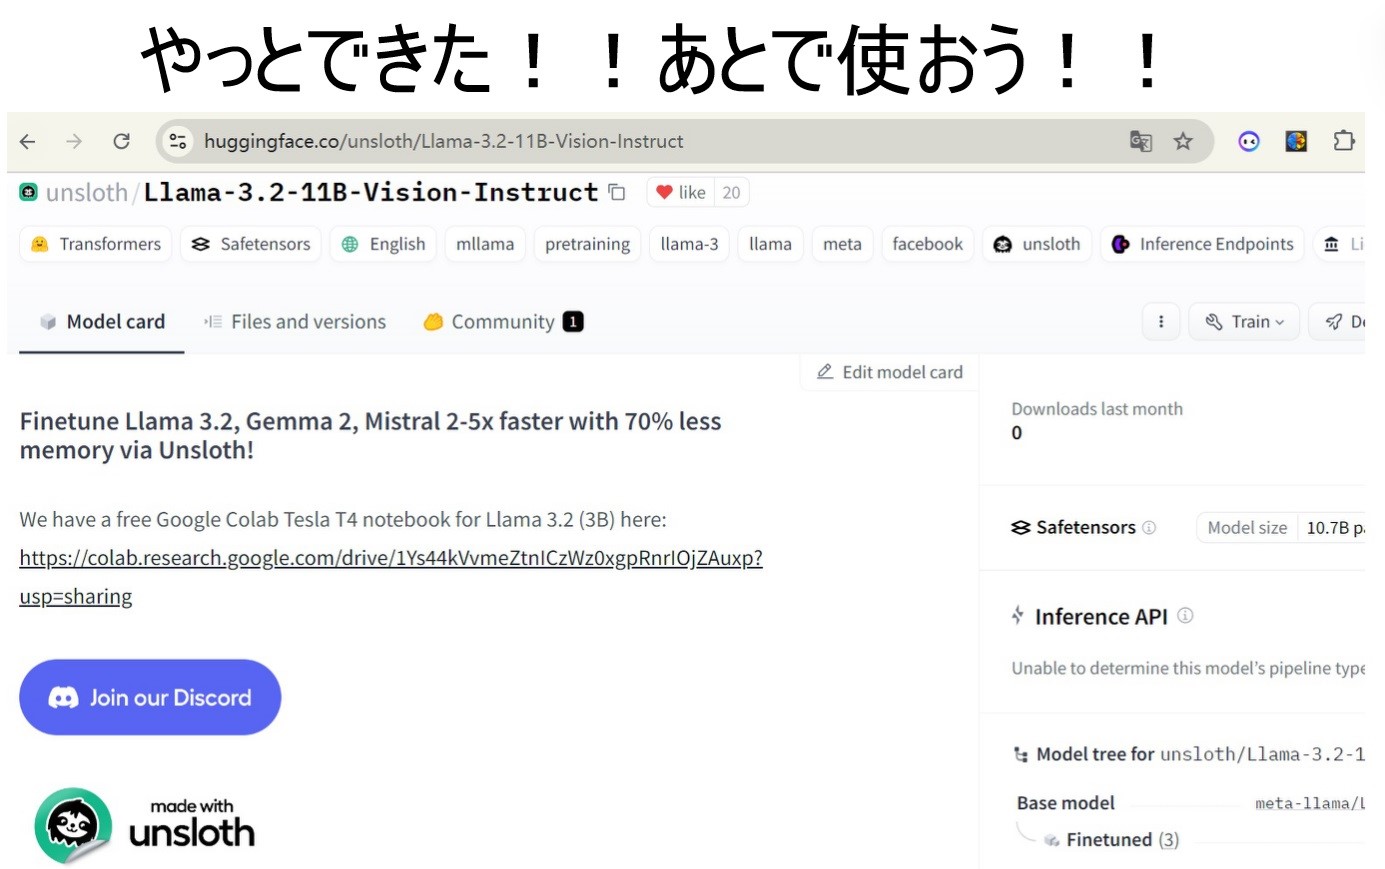 やっとできた！！あとで使おう！！
huggingface.co/unsloth/Llama-3.2-11B-Vision-Instruct
unsloth/Llama-3.2-11B-Vision-Instruct like 20
Transformers Safetensors English mllama pretraining llama-3 llama meta facebook unsloth Inference Endpoints Li
Model card Files and versions Community 1 Train De
Edit model card
Finetune Llama 3.2, Gemma 2, Mistral 2-5x faster with 70% less
memory via Unsloth!
We have a free Google Colab Tesla T4 notebook for Llama 3.2 (3B) here:
https://colab.research.google.com/drive/1Ys44kVvmeZtnICzWz0xgpRnrIOjZAuxp?
usp=sharing
Join our Discord
made with
unsloth
Downloads last month
0
Safetensors Model size 10.7B pa
Inference API
Unable to determine this model's pipeline type
Model tree for unsloth/Llama-3.2-1
Base model meta-llama/L
Finetuned (3)